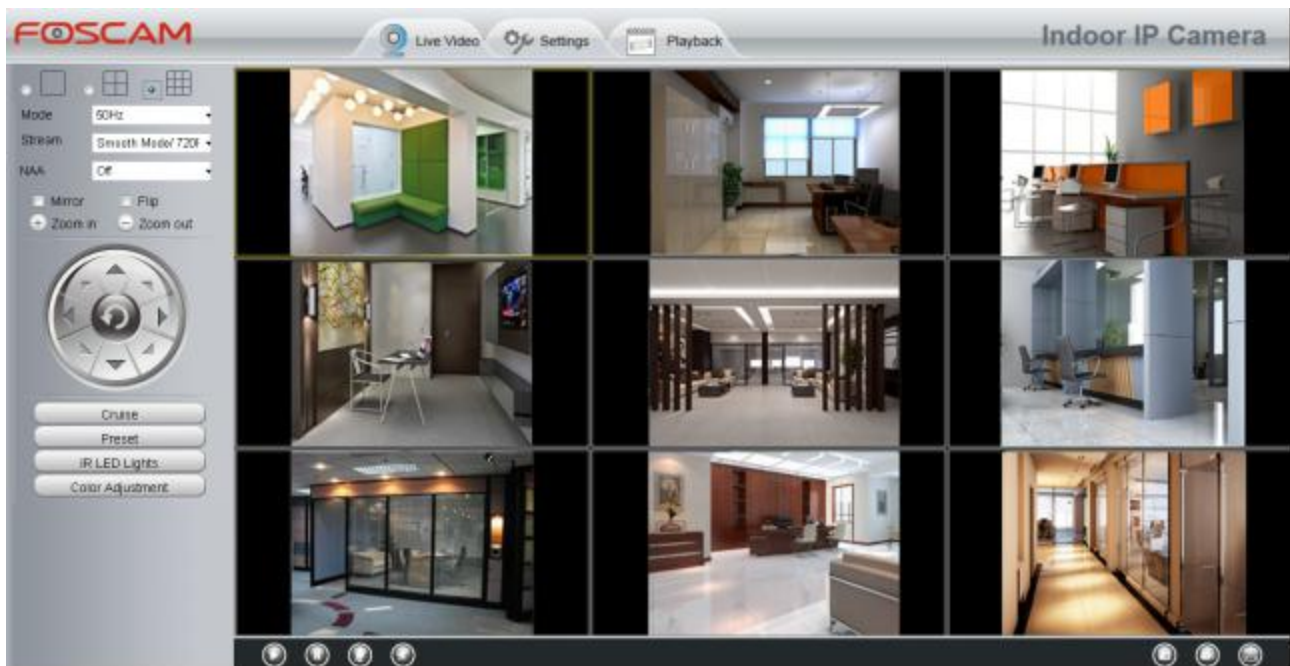 FOSCAM
Live Video
Settings
Playback
Indoor IP Camera
Mode
50Hz
Stream
Smooth Mode/ 720
NAA
Off
Mirror
Flip
Zoom in
Zoom out
Cruise
Preset
IR LED Lights
Color Adjustment